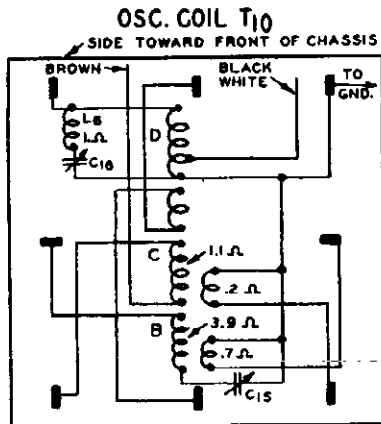 OSC. COIL T10
SIDE TOWARD FRONT OF CHASSIS
BROWN
BLACK
WHITE
TO
GND.
L6
1Ω
C16
D
C
1.1 Ω
.2 Ω
B
3.9 Ω
.7 Ω
C15